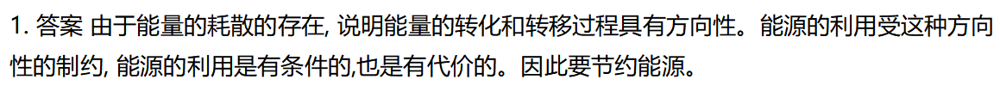 1. 答案 由于能量的耗散的存在, 说明能量的转化和转移过程具有方向性。能源的利用受这种方向
性的制约, 能源的利用是有条件的,也是有代价的。因此要节约能源。